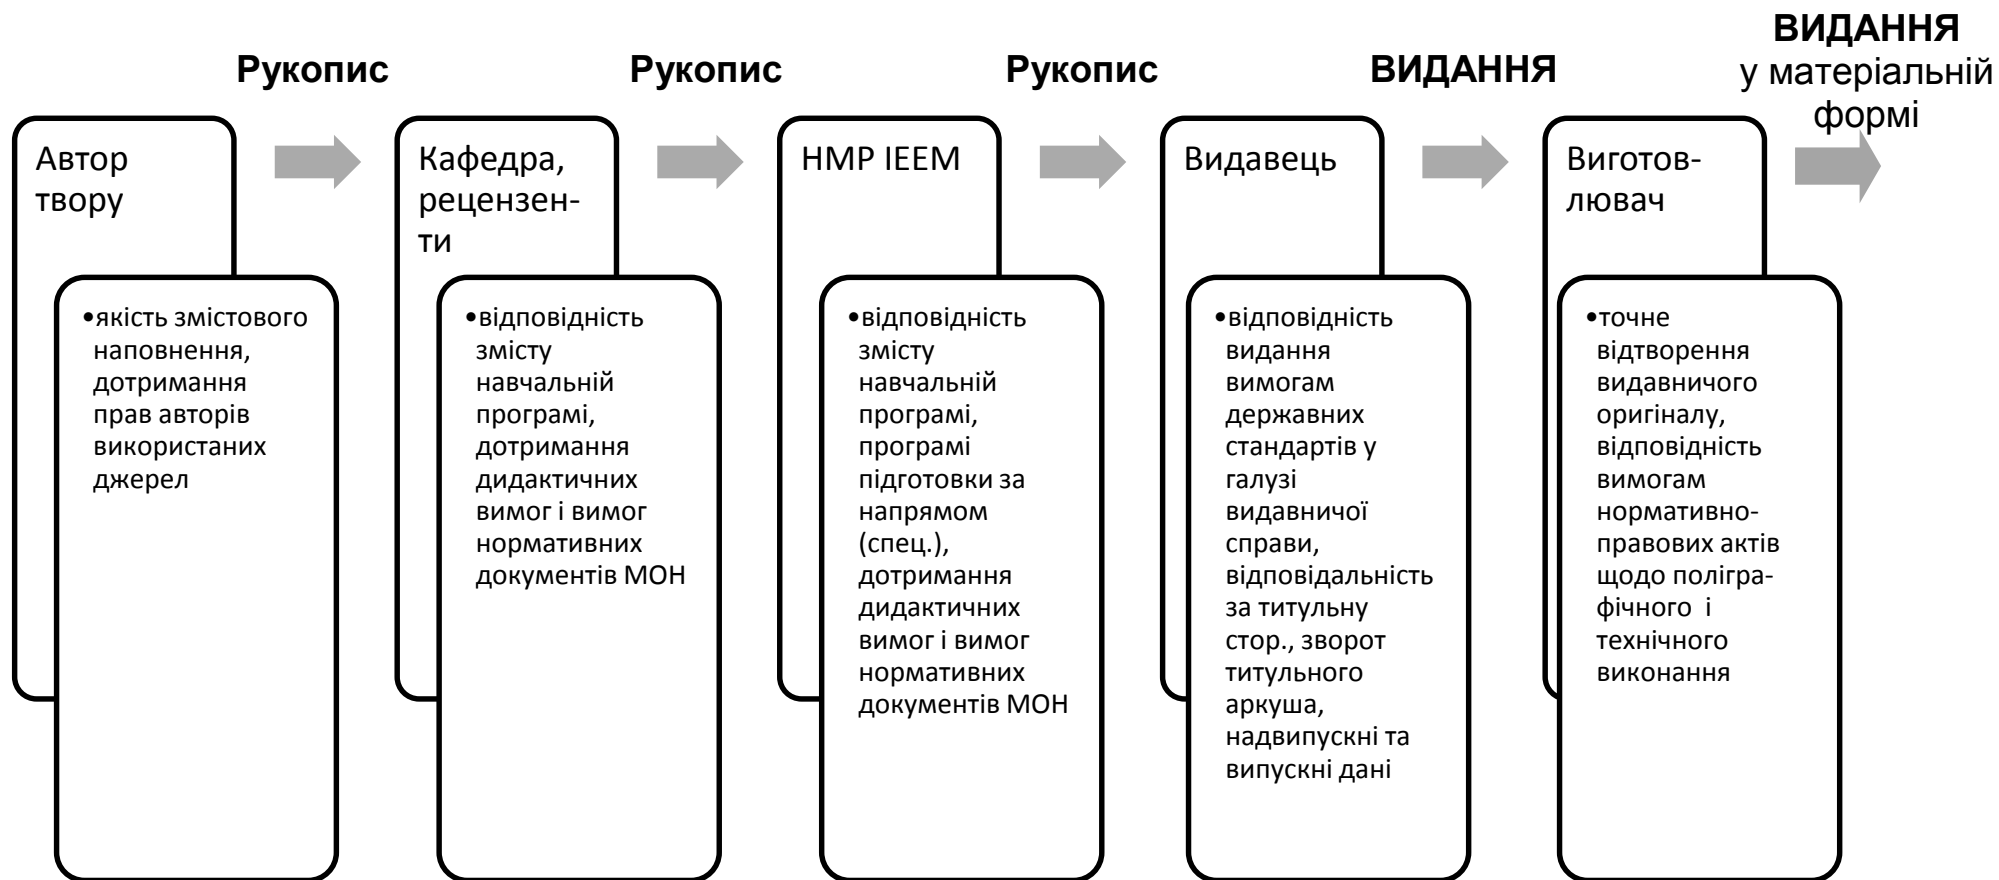 Рукопис
Рукопис
Рукопис
ВИДАННЯ
ВИДАННЯ
у матеріальній
формі
Автор
твору
•якість змістового
наповнення,
дотримання
прав авторів
використаних
джерел
Кафедра,
рецензен-
ти
•відповідність
змісту
навчальній
програмі,
дотримання
дидактичних
вимог і вимог
нормативних
документів МОН
НМР ІЕЕМ
•відповідність
змісту
навчальній
програмі,
програмі
підготовки за
напрямом
(спец.),
дотримання
дидактичних
вимог і вимог
нормативних
документів МОН
Видавець
•відповідність
видання
вимогам
державних
стандартів у
галузі
видавничої
справи,
відповідальність
за титульну
стор., зворот
титульного
аркуша,
надвипускні та
випускні дані
Виготов-
лювач
•точне
відтворення
видавничого
оригіналу,
відповідність
вимогам
нормативно-
правових актів
щодо полігра-
фічного і
технічного
виконання